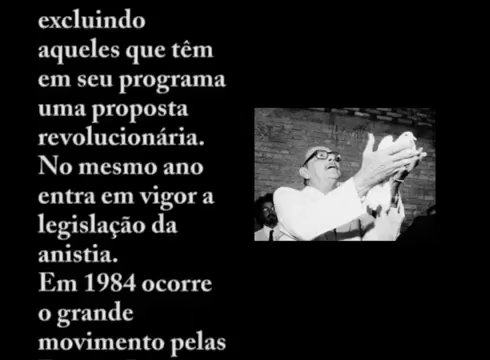 excluindo
aqueles que têm
em seu programa
uma proposta
revolucionária.
No mesmo ano
entra em vigor a
legislação da
anistia.
Em 1984 ocorre
o grande
movimento pelas